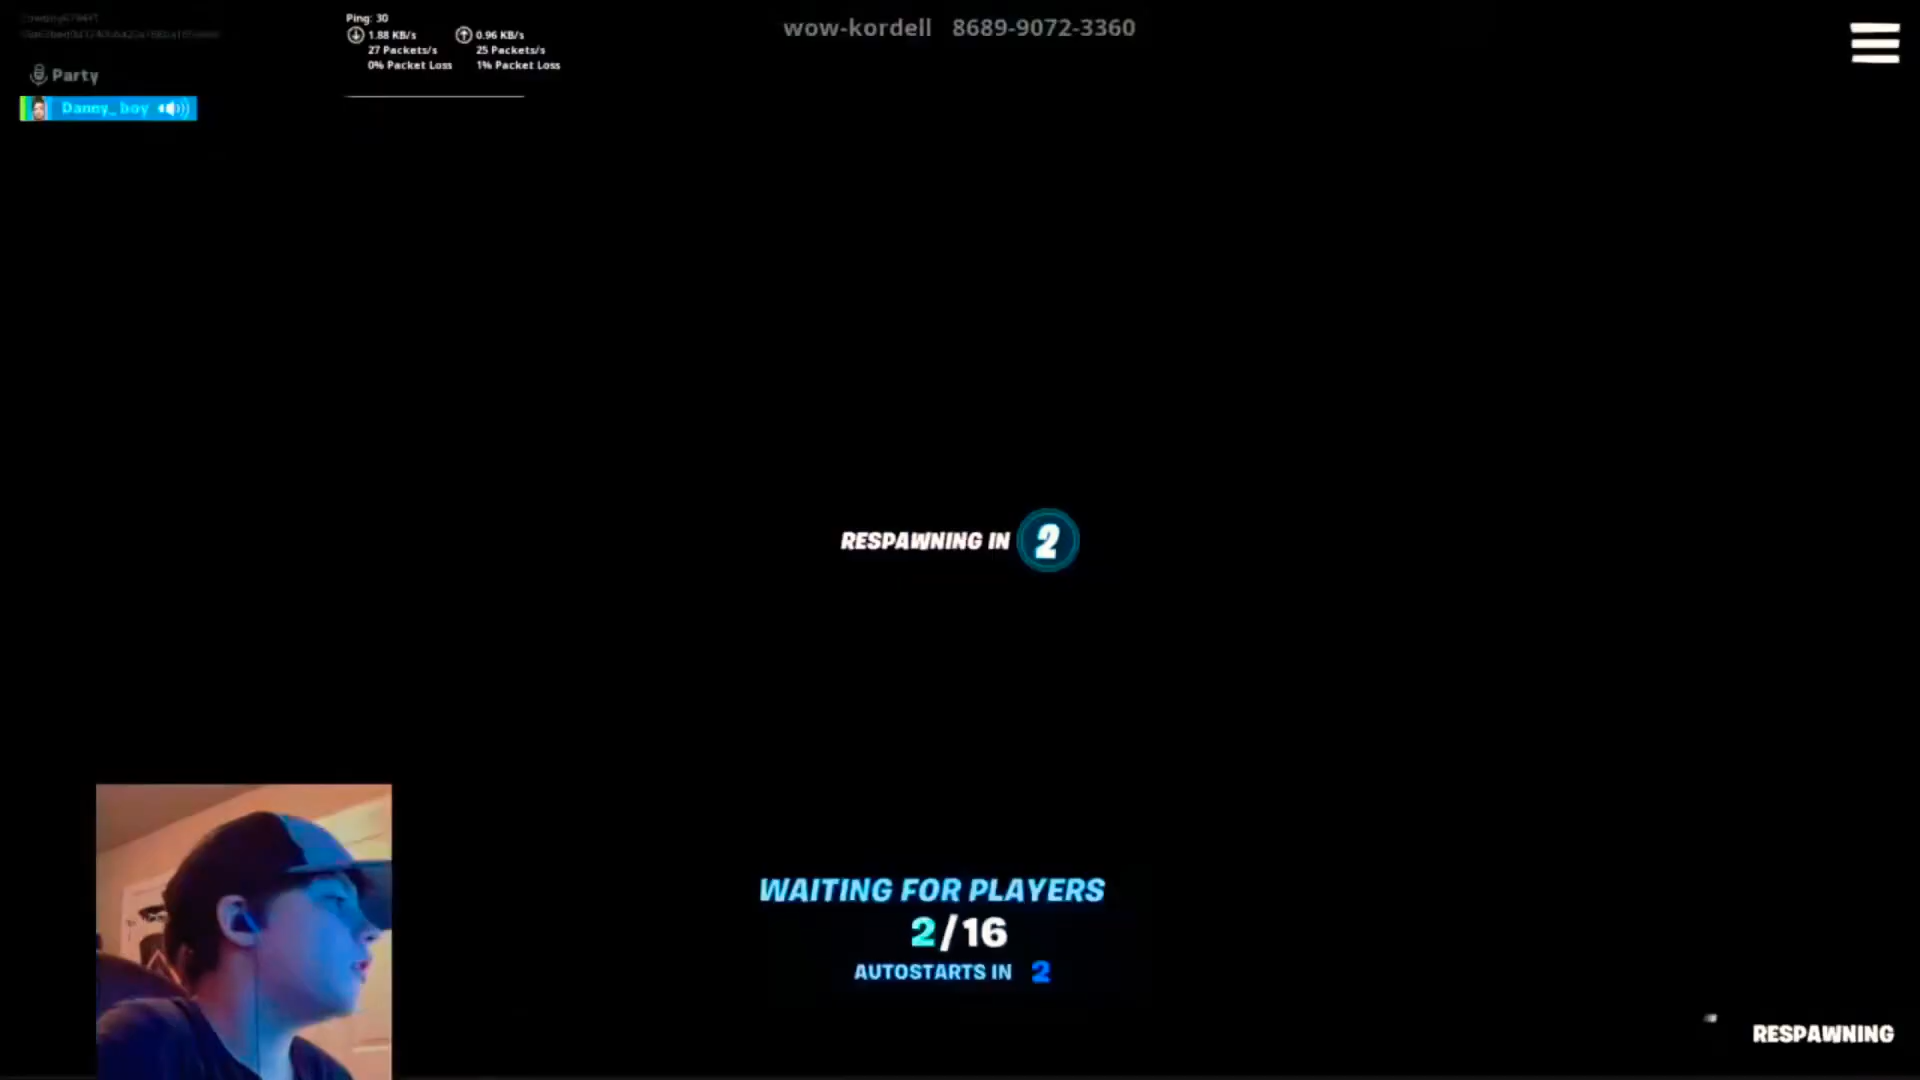 Ping: 30
1.88 KB/s 0.96 KB/s
27 Packets/s 25 Packets/s
0% Packet Loss 1% Packet Loss
wow-kordell 8689-9072-3360
Party
Danny_boy
RESPAWNING IN 2
WAITING FOR PLAYERS
2/16
AUTOSTARTS IN 2
RESPAWNING